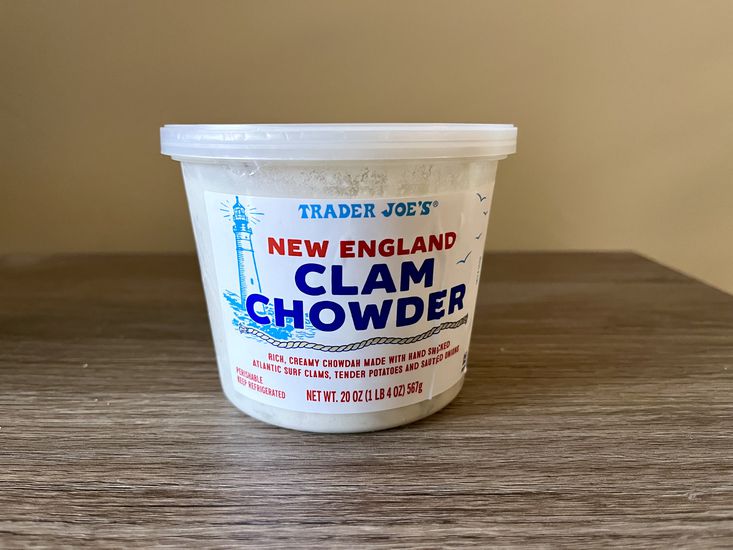 TRADER JOE'S®
NEW ENGLAND
CLAM
CHOWDER
RICH, CREAMY CHOWDAH MADE WITH HAND SHUCKED
ATLANTIC SURF CLAMS, TENDER POTATOES AND SAUTÉED ONIONS
PERISHABLE
KEEP REFRIGERATED
NET WT. 20 OZ (1 LB 4 OZ) 567g